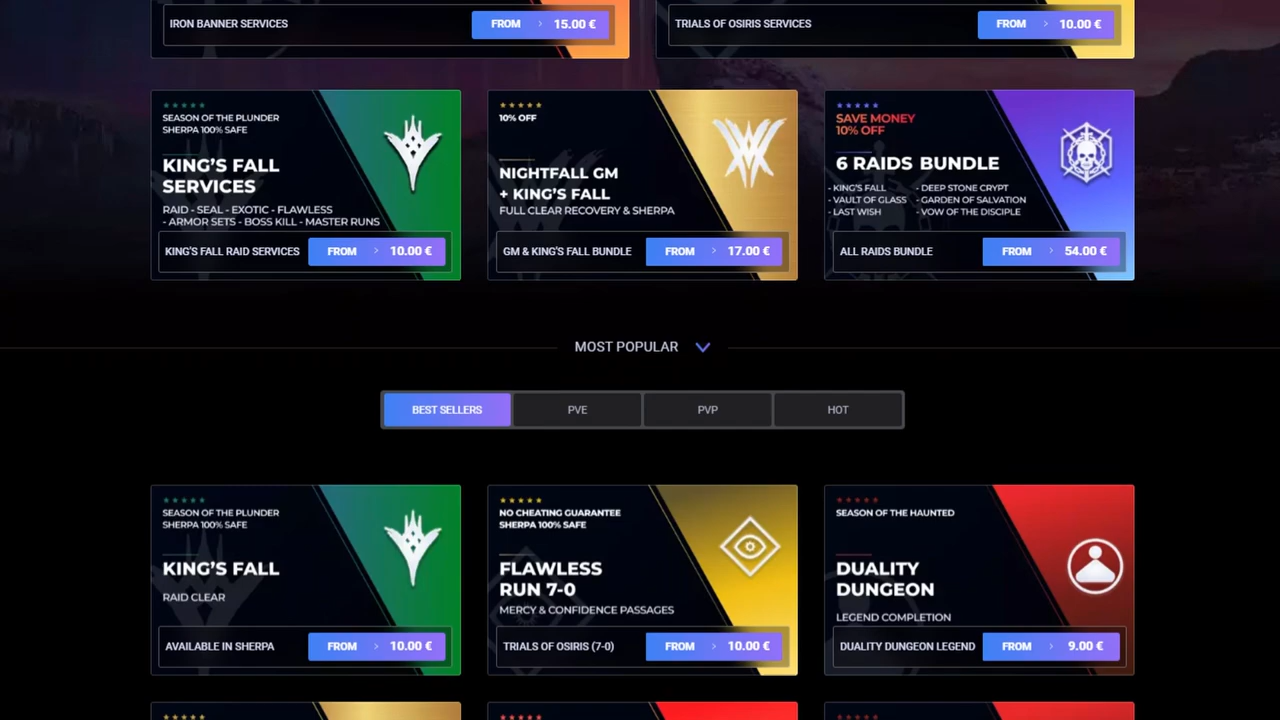 IRON BANNER SERVICES
FROM > 15.00 €
TRIALS OF OSIRIS SERVICES
FROM > 10.00 €
SEASON OF THE PLUNDER
SHERPA 100% SAFE
KING'S FALL
SERVICES
RAID - SEAL - EXOTIC - FLAWLESS
- ARMOR SETS - BOSS KILL - MASTER RUNS
KING'S FALL RAID SERVICES
FROM > 10.00 €
10% OFF
NIGHTFALL GM
+ KING'S FALL
FULL CLEAR RECOVERY & SHERPA
GM & KING'S FALL BUNDLE
FROM > 17.00 €
SAVE MONEY
10% OFF
6 RAIDS BUNDLE
- KING'S FALL
- VAULT OF GLASS
- LAST WISH
- DEEP STONE CRYPT
- GARDEN OF SALVATION
- VOW OF THE DISCIPLE
ALL RAIDS BUNDLE
FROM > 54.00 €
MOST POPULAR
BEST SELLERS
PVE
PVP
HOT
SEASON OF THE PLUNDER
SHERPA 100% SAFE
KING'S FALL
RAID CLEAR
AVAILABLE IN SHERPA
FROM > 10.00 €
NO CHEATING GUARANTEE
SHERPA 100% SAFE
FLAWLESS
RUN 7-0
MERCY & CONFIDENCE PASSAGES
TRIALS OF OSIRIS (7-0)
FROM > 10.00 €
SEASON OF THE HAUNTED
DUALITY
DUNGEON
LEGEND COMPLETION
DUALITY DUNGEON LEGEND
FROM > 9.00 €